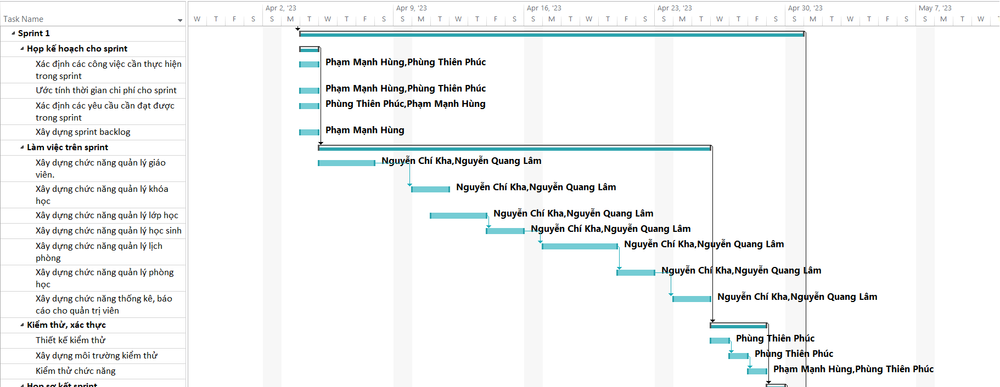 Apr 2, '23 Apr 9, '23 Apr 16, '23 Apr 23, '23 Apr 30, '23 May 7, '23
Task Name W T F S S M T W T F S S M T W T F S S M T W T F S S M T W T F S S M T W T F S S M T W
Sprint 1
Họp kế hoạch cho sprint
Xác định các công việc cần thực hiện Phạm Mạnh Hùng,Phùng Thiên Phúc
trong sprint
Ước tính thời gian chi phí cho sprint Phạm Mạnh Hùng,Phùng Thiên Phúc
Xác định các yêu cầu cần đạt được Phùng Thiên Phúc,Phạm Mạnh Hùng
trong sprint
Xây dựng sprint backlog Phạm Mạnh Hùng
Làm việc trên sprint
Xây dựng chức năng quản lý giáo Nguyễn Chí Kha,Nguyễn Quang Lâm
viên.
Xây dựng chức năng quản lý khóa Nguyễn Chí Kha,Nguyễn Quang Lâm
học
Xây dựng chức năng quản lý lớp học Nguyễn Chí Kha,Nguyễn Quang Lâm
Xây dựng chức năng quản lý học sinh Nguyễn Chí Kha,Nguyễn Quang Lâm
Xây dựng chức năng quản lý lịch Nguyễn Chí Kha,Nguyễn Quang Lâm
phòng
Xây dựng chức năng quản lý phòng Nguyễn Chí Kha,Nguyễn Quang Lâm
học
Xây dựng chức năng thống kê, báo Nguyễn Chí Kha,Nguyễn Quang Lâm
cáo cho quản trị viên
Kiểm thử, xác thực
Thiết kế kiểm thử Phùng Thiên Phúc
Xây dựng môi trường kiểm thử Phùng Thiên Phúc
Kiểm thử chức năng Phạm Mạnh Hùng,Phùng Thiên Phúc
Họp sơ kết sprint